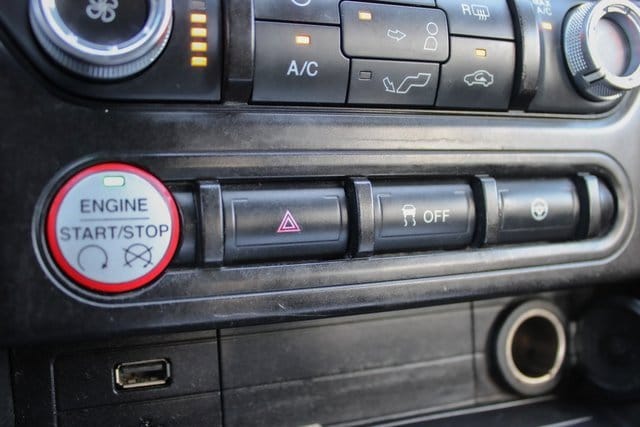 R
A/C
A/C
ENGINE
START/STOP
OFF